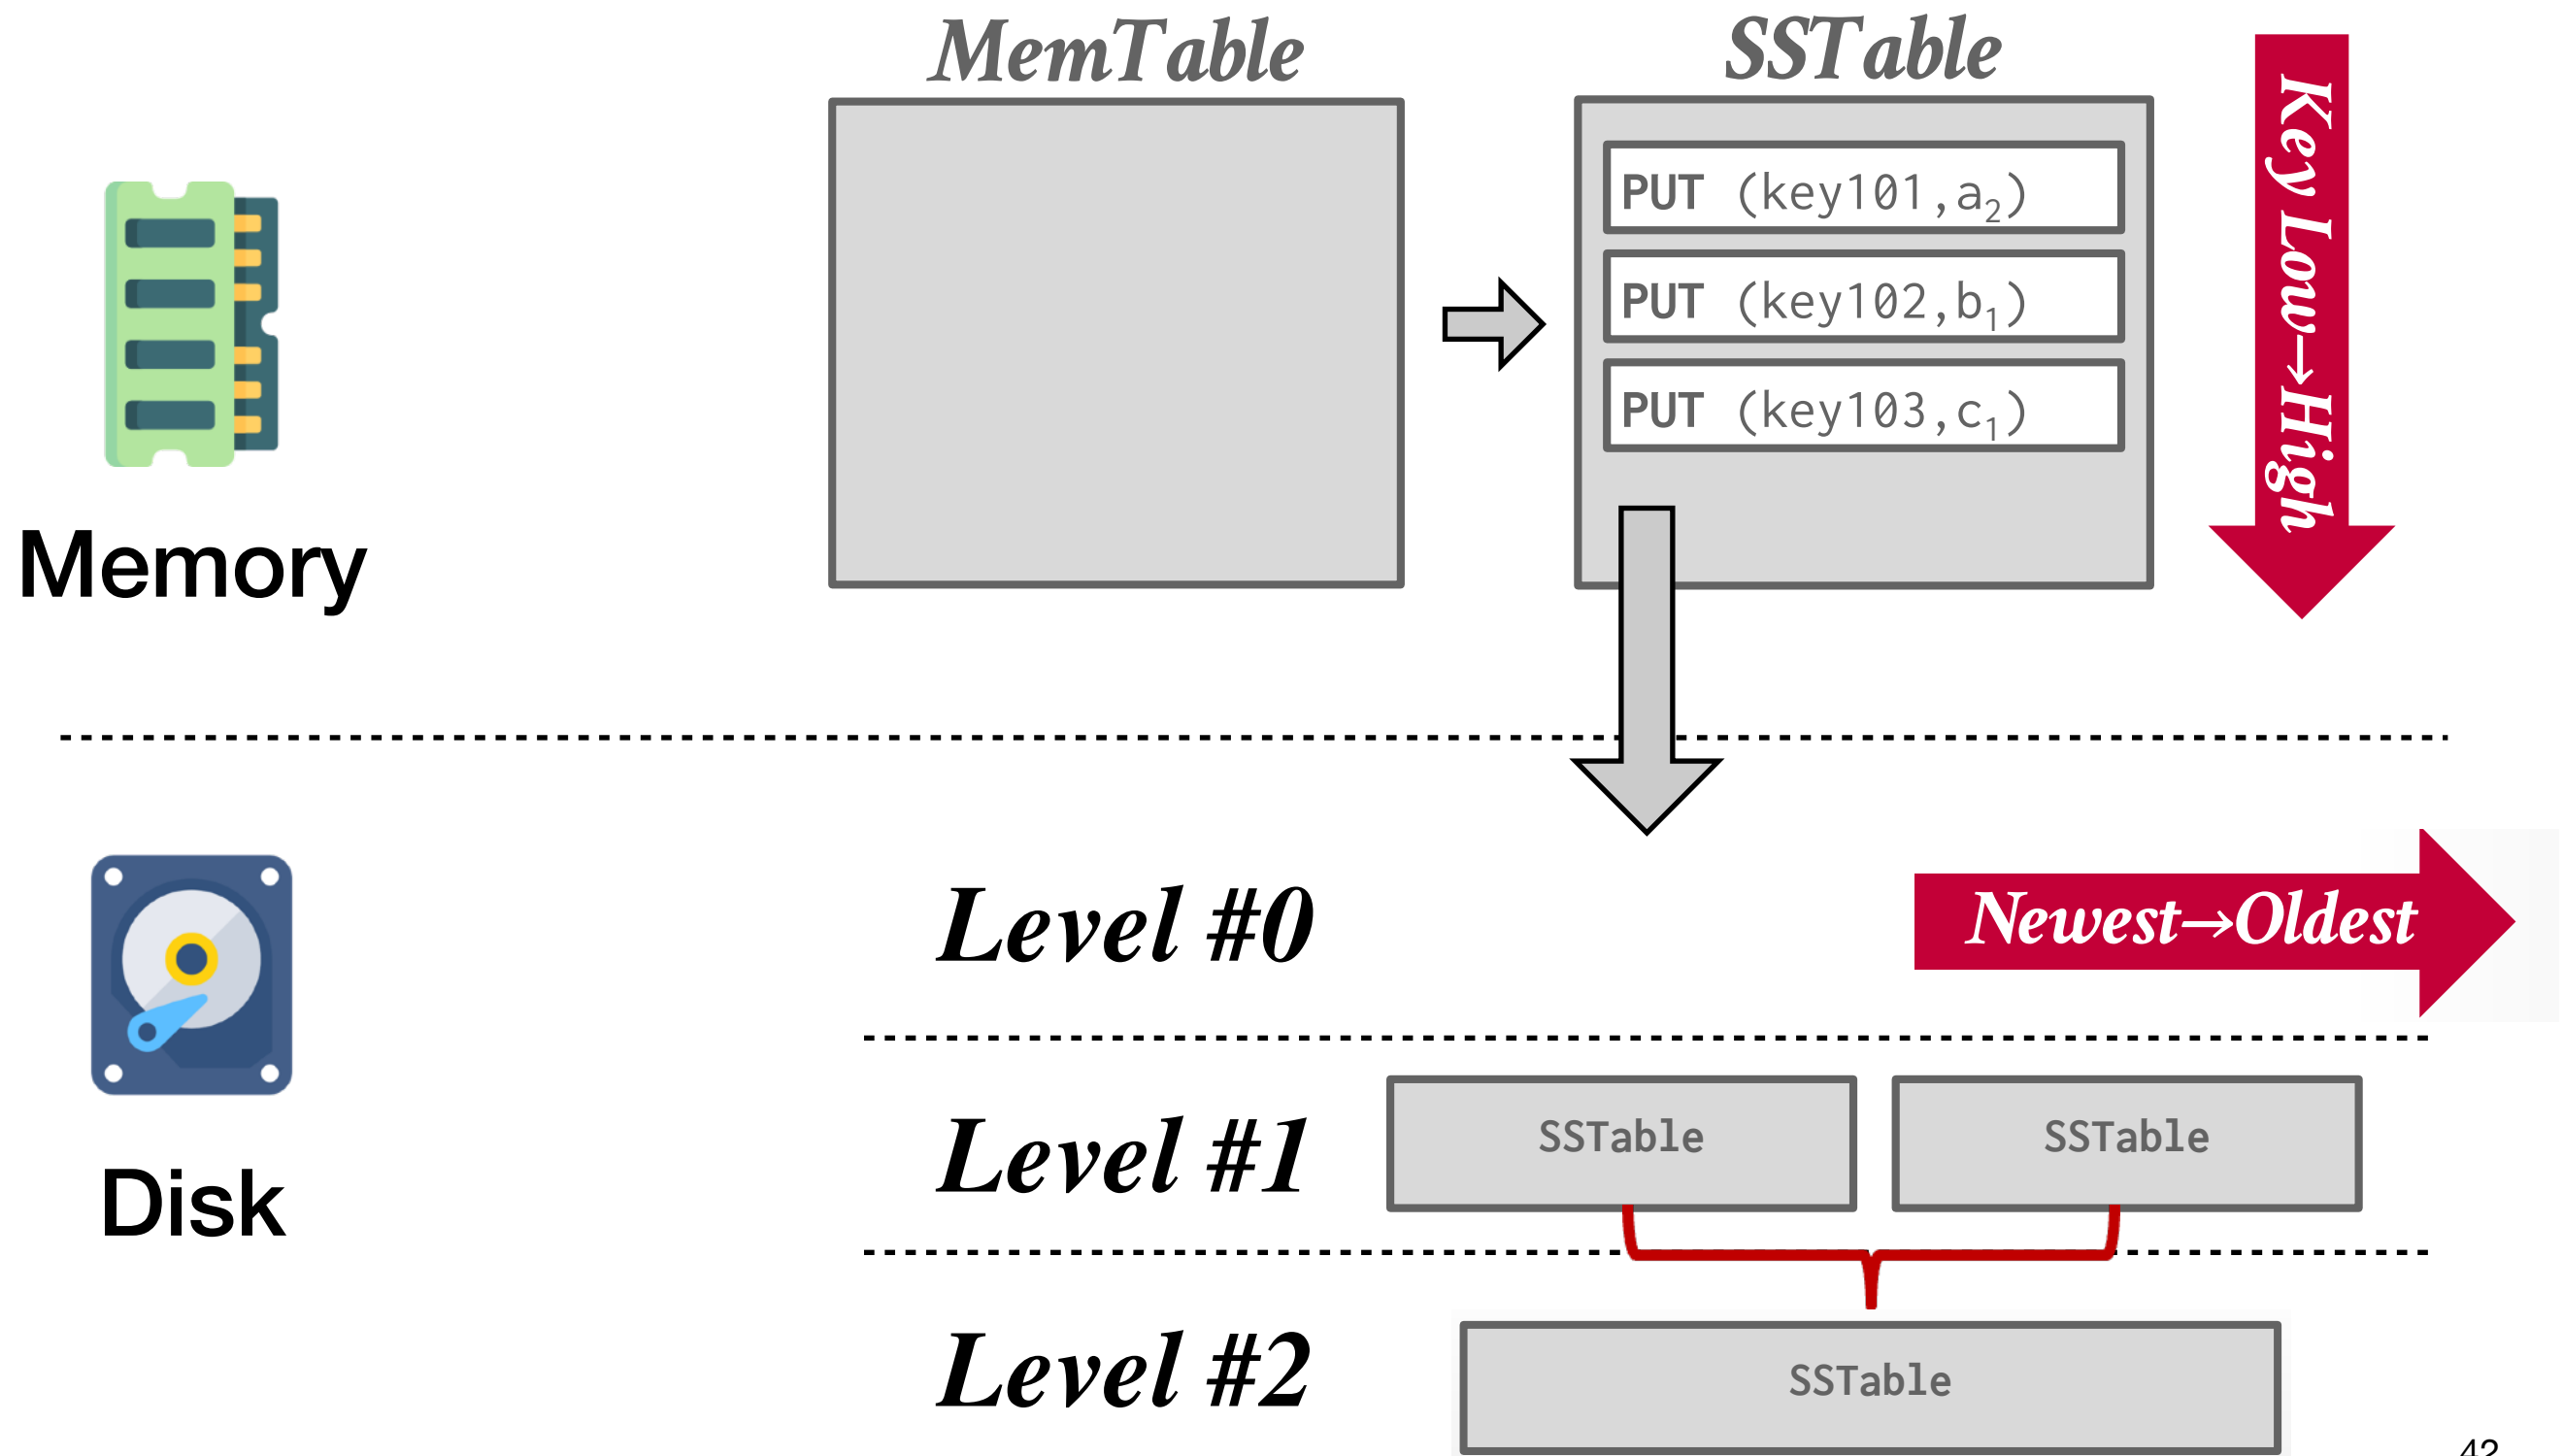 MemTable
SSTable
PUT (key101,a₂)
PUT (key102,b₁)
PUT (key103,c₁)
Key Low→High
Memory
Level #0
Newest→Oldest
Level #1
SSTable
SSTable
Disk
Level #2
SSTable
42